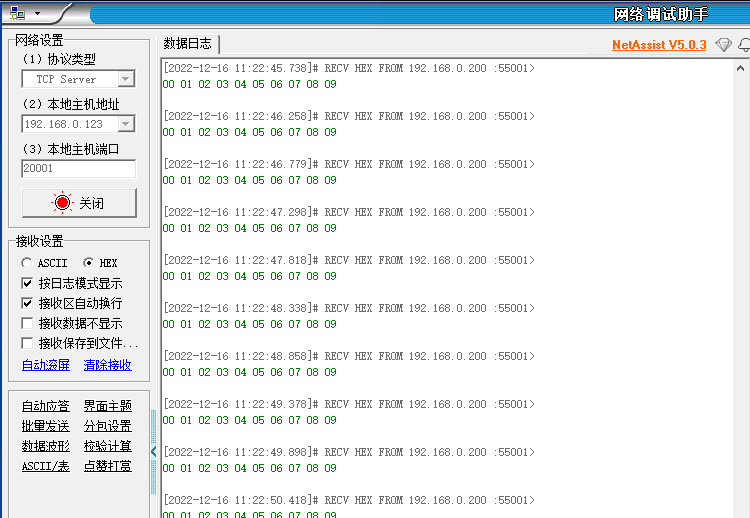 网络调试助手
网络设置
（1）协议类型
TCP Server
（2）本地主机地址
192.168.0.123
（3）本地主机端口
20001
关闭
接收设置
ASCII HEX
按日志模式显示
接收区自动换行
接收数据不显示
接收保存到文件...
自动滚屏 清除接收
自动应答 界面主题
批量发送 分包设置
数据波形 校验计算
ASCII/表 点赞打赏
数据日志
NetAssist V5.0.3
[2022-12-16 11:22:45.738]# RECV HEX FROM 192.168.0.200 :55001>
00 01 02 03 04 05 06 07 08 09
[2022-12-16 11:22:46.258]# RECV HEX FROM 192.168.0.200 :55001>
00 01 02 03 04 05 06 07 08 09
[2022-12-16 11:22:46.779]# RECV HEX FROM 192.168.0.200 :55001>
00 01 02 03 04 05 06 07 08 09
[2022-12-16 11:22:47.298]# RECV HEX FROM 192.168.0.200 :55001>
00 01 02 03 04 05 06 07 08 09
[2022-12-16 11:22:47.818]# RECV HEX FROM 192.168.0.200 :55001>
00 01 02 03 04 05 06 07 08 09
[2022-12-16 11:22:48.338]# RECV HEX FROM 192.168.0.200 :55001>
00 01 02 03 04 05 06 07 08 09
[2022-12-16 11:22:48.858]# RECV HEX FROM 192.168.0.200 :55001>
00 01 02 03 04 05 06 07 08 09
[2022-12-16 11:22:49.378]# RECV HEX FROM 192.168.0.200 :55001>
00 01 02 03 04 05 06 07 08 09
[2022-12-16 11:22:49.898]# RECV HEX FROM 192.168.0.200 :55001>
00 01 02 03 04 05 06 07 08 09
[2022-12-16 11:22:50.418]# RECV HEX FROM 192.168.0.200 :55001>
00 01 02 03 04 05 06 07 08 09